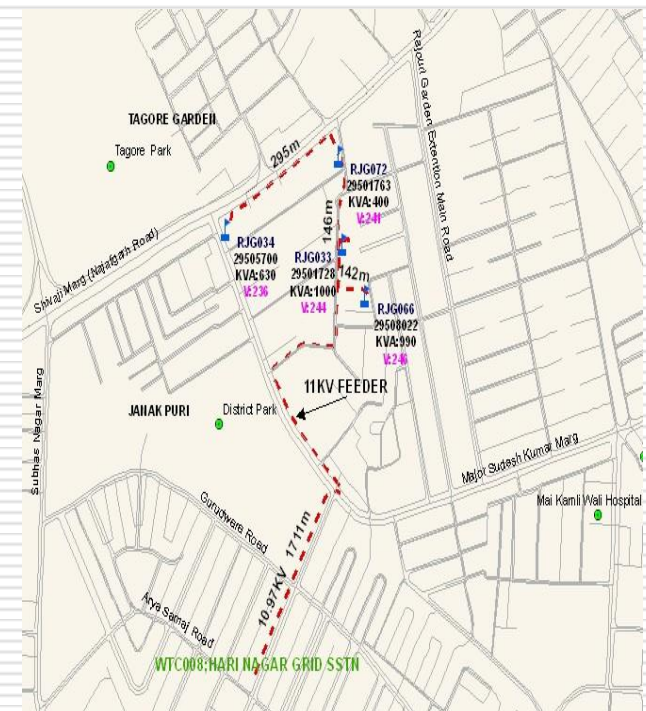 TAGORE GARDEN
Tagore Park
Rajouri Garden Extention Main Road
295m
RJG072
29501763
KVA:400
V:241
146m
RJG034
29505700
KVA:630
V:236
RJG033
29501728
KVA:1000
V:244
142m
RJG066
29508022
KVA:990
V:246
Shivaji Marg (Najafgarh Road)
Subhas Nagar Marg
JANAK PURI
District Park
11KV FEEDER
Major Sudesh Kumar Marg
Mai Kamli Wali Hospital
Gurudwara Road
10.97KV 1711m
Arya Samaj Road
WTC008;HARI NAGAR GRID SSTN